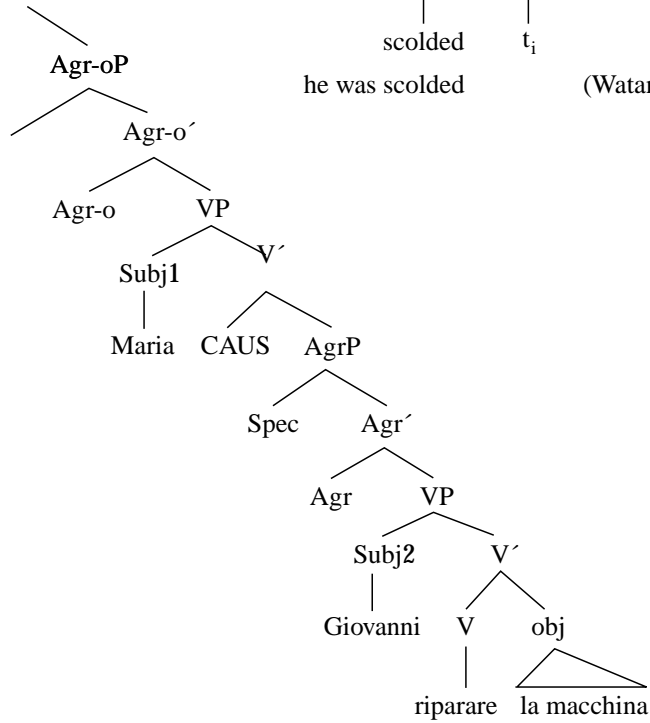 scolded t_i
Agr-oP
he was scolded (Watar
Agr-o´
Agr-o VP
Subj1 V´
Maria CAUS AgrP
Spec Agr´
Agr VP
Subj2 V´
Giovanni V obj
riparare la macchina